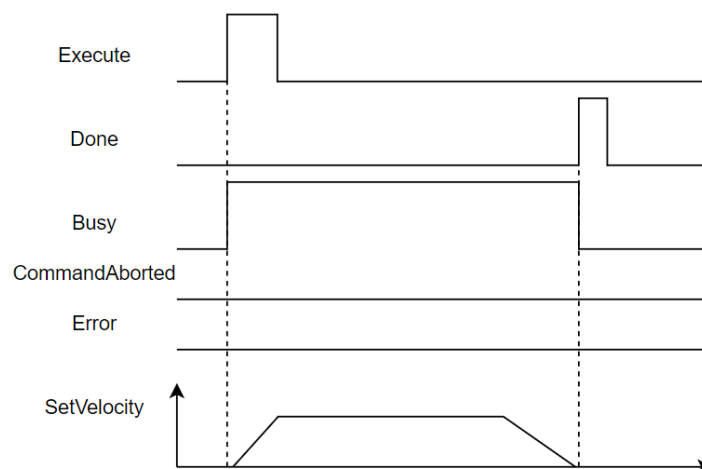 Execute
Done
Busy
CommandAborted
Error
SetVelocity